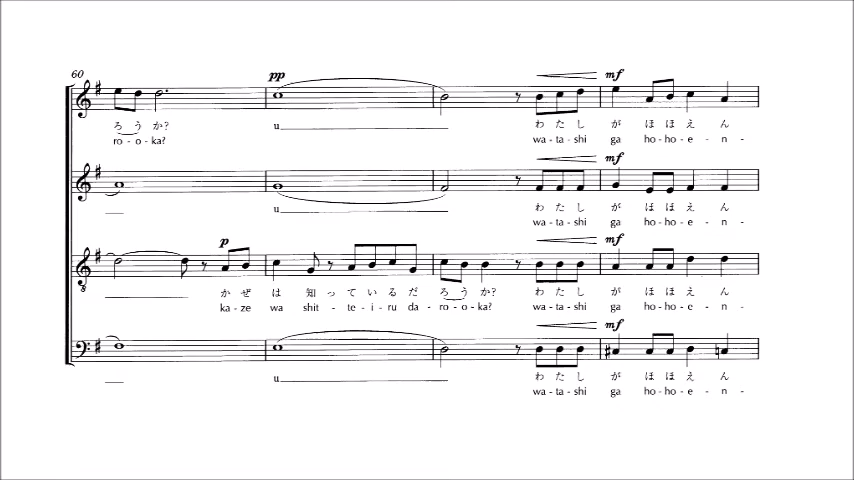 60
pp
mf
ろうか? わたし がほほえん
ro - o - ka? u wa - ta - shi ga ho - ho - e - n -
mf
u わたし がほほえん
wa - ta - shi ga ho - ho - e - n -
p
mf
かぜ は 知っているだ ろうか? わたし がほほえん
ka - ze wa shit - te - i - ru da - ro - o - ka? wa - ta - shi ga ho - ho - e - n -
8
mf
u わたし がほほえん
wa - ta - shi ga ho - ho - e - n -